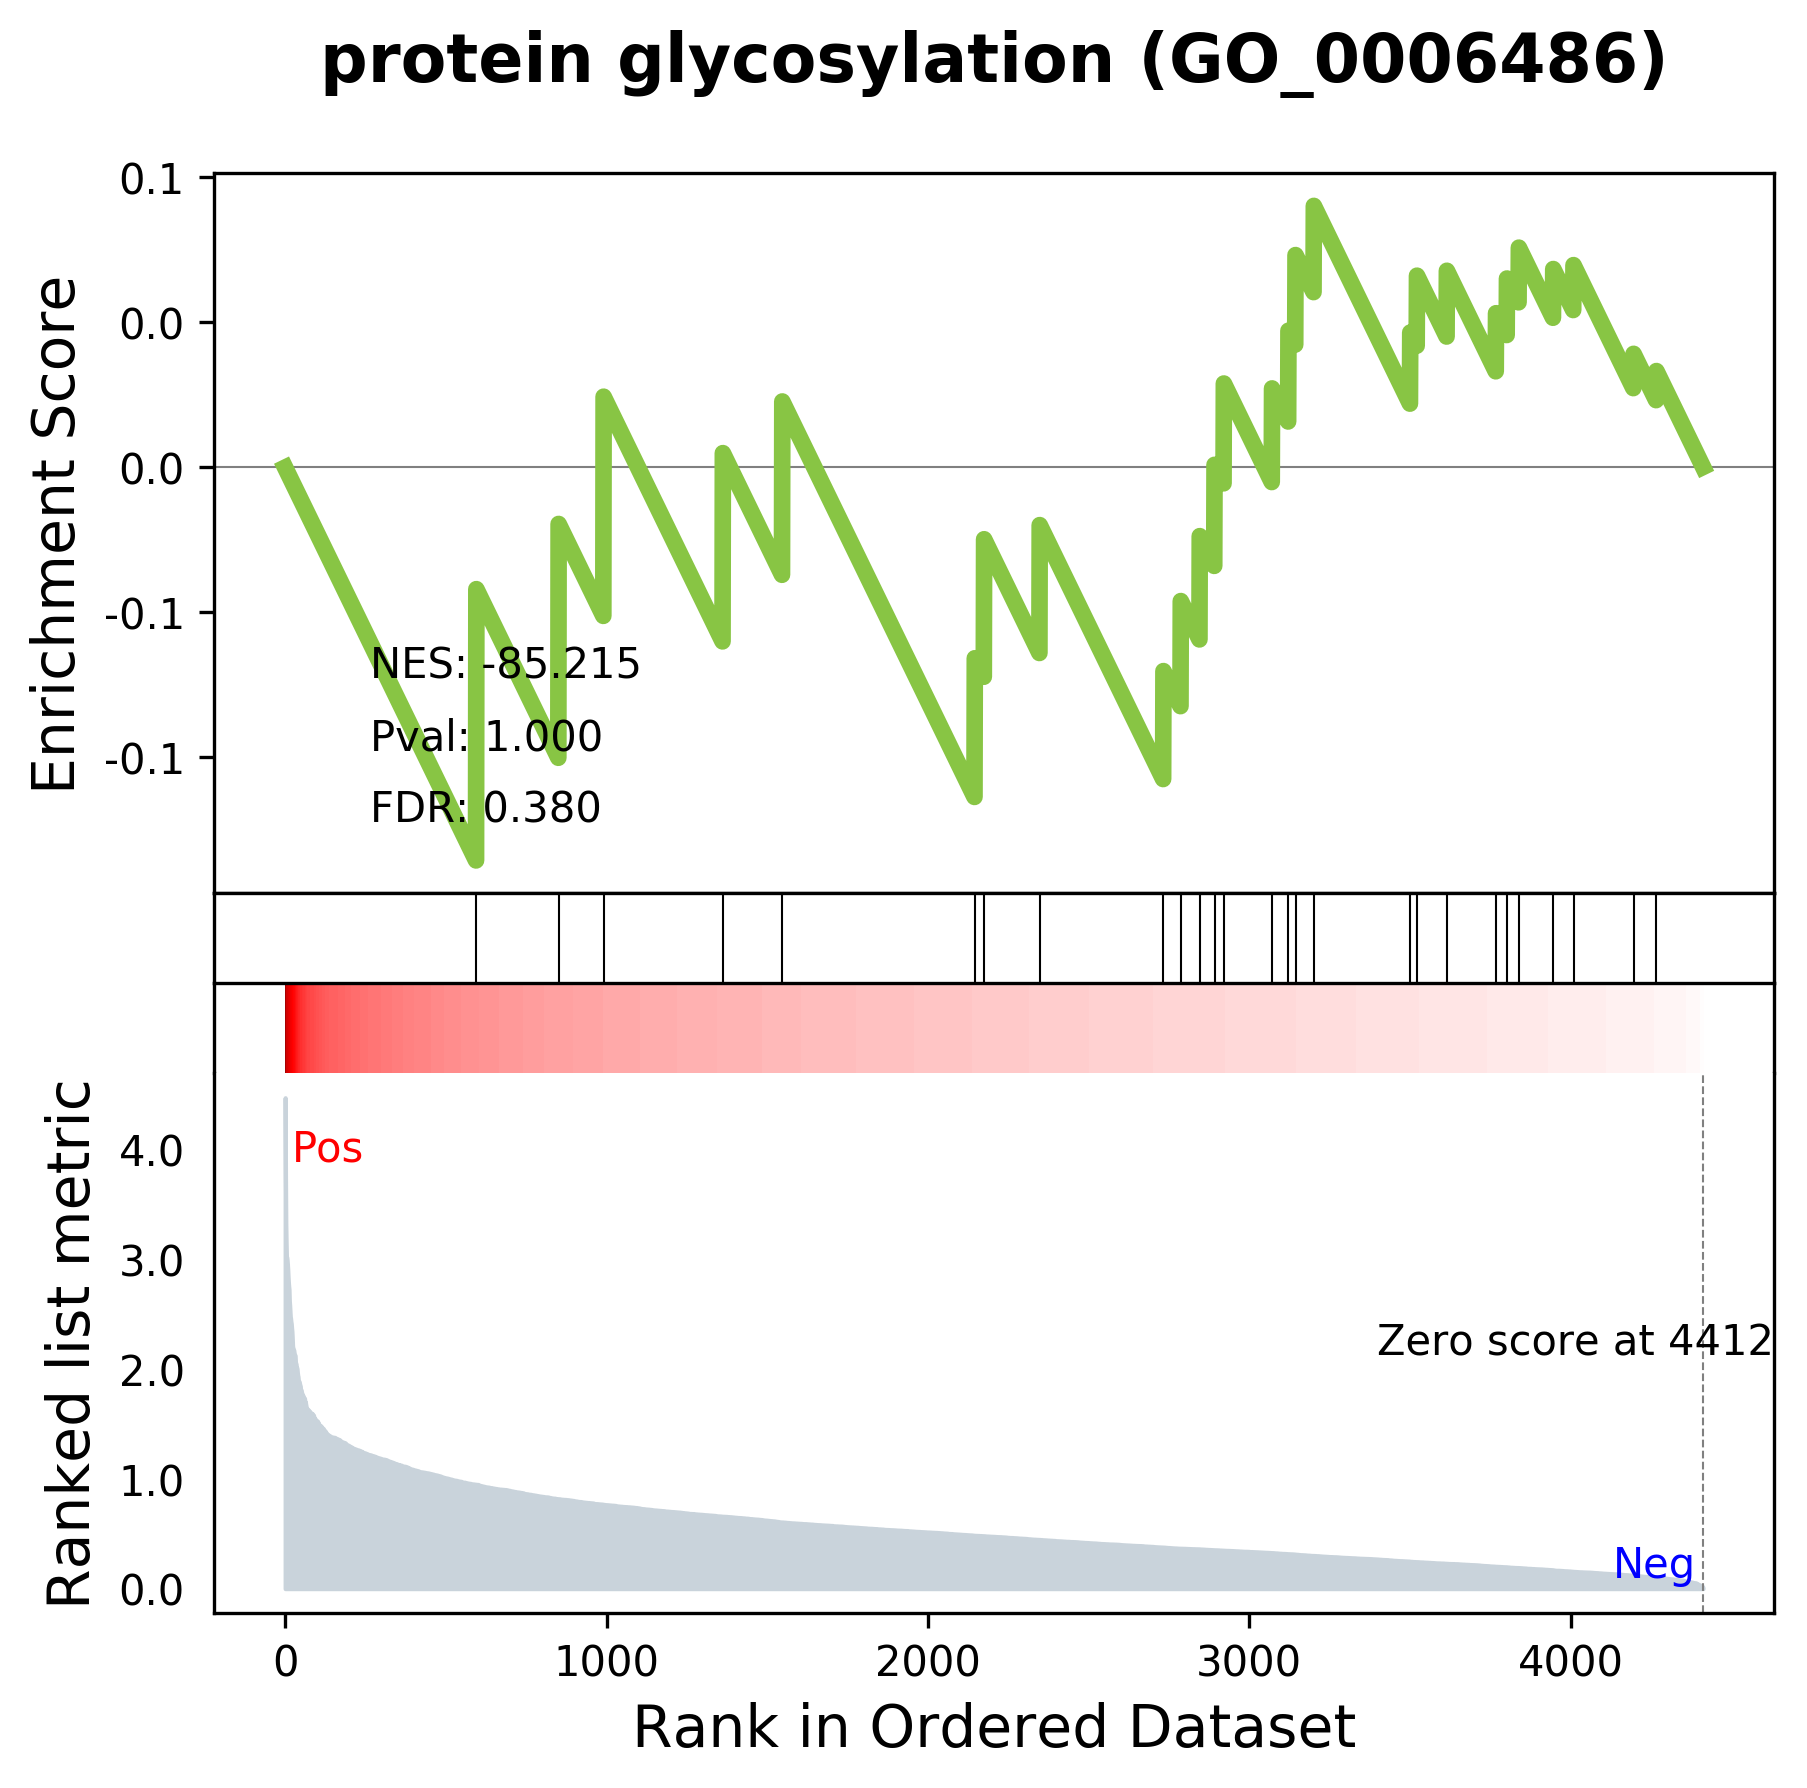 protein glycosylation (GO_0006486)
Enrichment Score
0.1
0.0
0.0
-0.1
-0.1
NES: -85.215
Pval: 1.000
FDR: 0.380
Ranked list metric
4.0
3.0
2.0
1.0
0.0
Pos
Zero score at 4412
Neg
0 1000 2000 3000 4000
Rank in Ordered Dataset